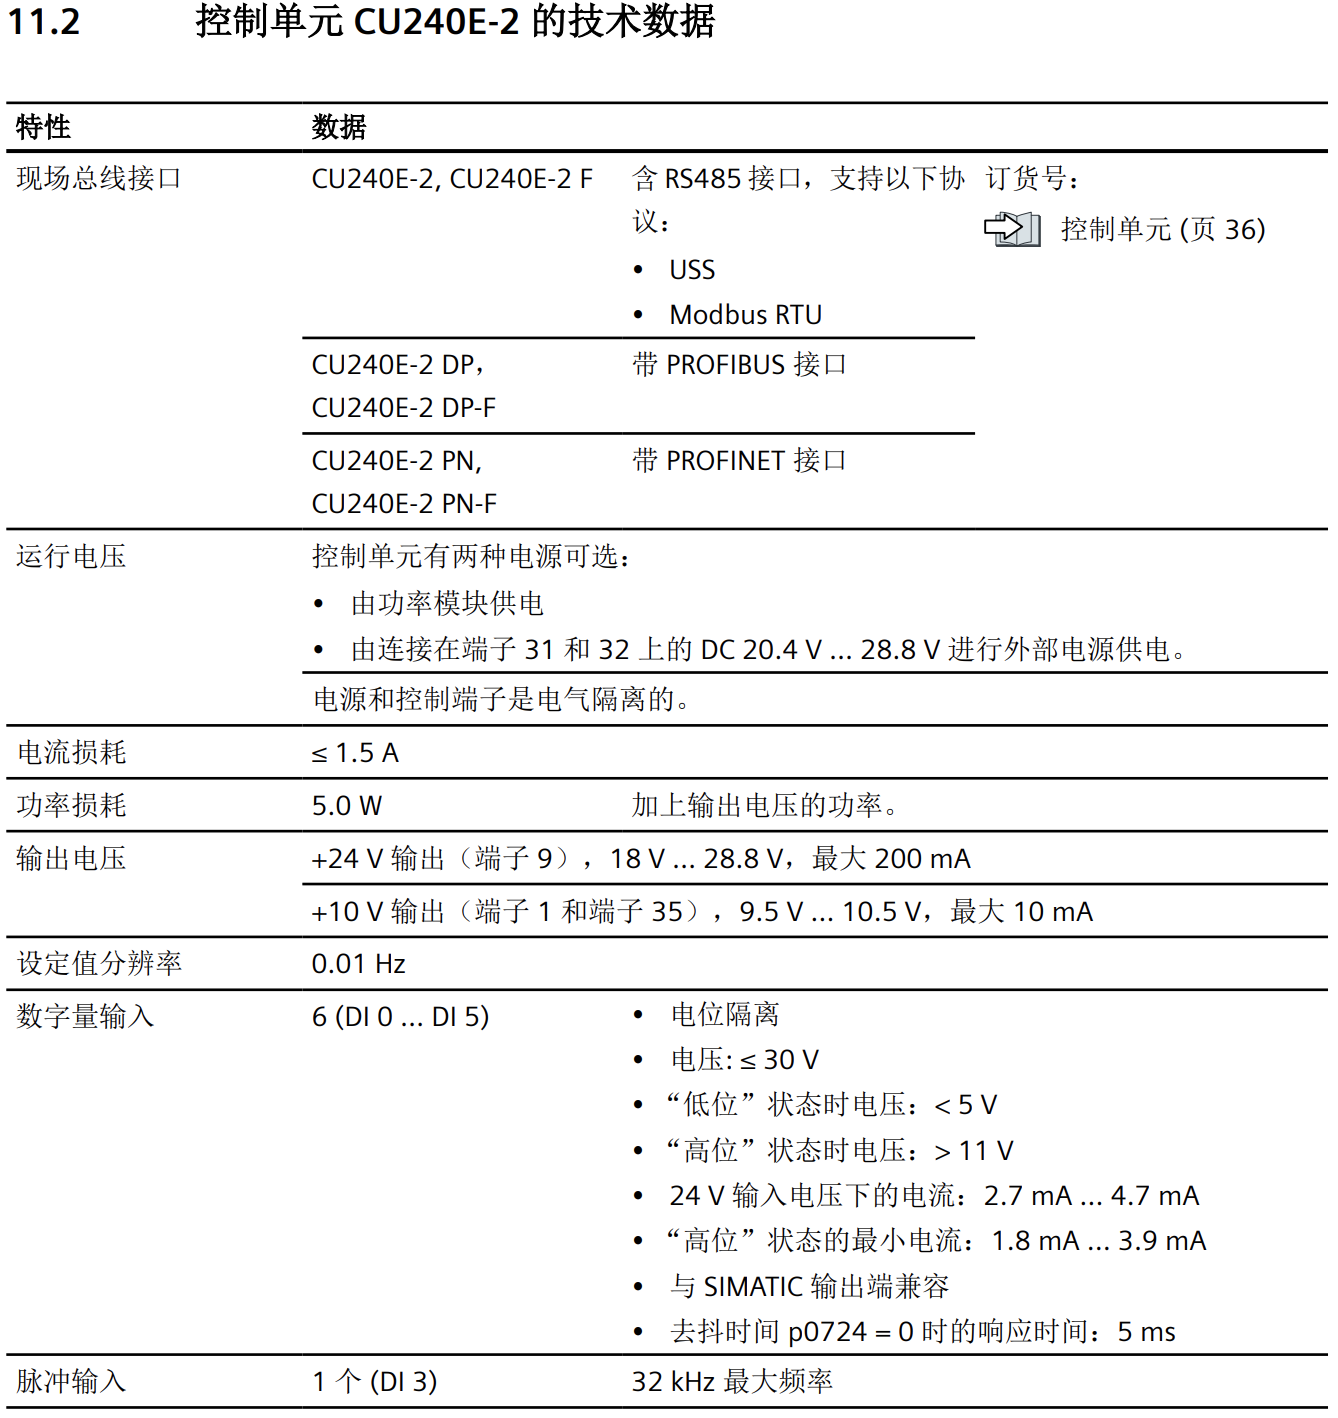 11.2 控制单元 CU240E-2 的技术数据
特性 数据
现场总线接口 CU240E-2, CU240E-2 F 含 RS485 接口，支持以下协 订货号：
议： 控制单元 (页 36)
• USS
• Modbus RTU
CU240E-2 DP， 带 PROFIBUS 接口
CU240E-2 DP-F
CU240E-2 PN, 带 PROFINET 接口
CU240E-2 PN-F
运行电压 控制单元有两种电源可选：
• 由功率模块供电
• 由连接在端子 31 和 32 上的 DC 20.4 V ... 28.8 V 进行外部电源供电。
电源和控制端子是电气隔离的。
电流损耗 ≤ 1.5 A
功率损耗 5.0 W 加上输出电压的功率。
输出电压 +24 V 输出（端子 9），18 V ... 28.8 V，最大 200 mA
+10 V 输出（端子 1 和端子 35），9.5 V ... 10.5 V，最大 10 mA
设定值分辨率 0.01 Hz
数字量输入 6 (DI 0 ... DI 5) • 电位隔离
• 电压: ≤ 30 V
• “低位”状态时电压：< 5 V
• “高位”状态时电压：> 11 V
• 24 V 输入电压下的电流：2.7 mA ... 4.7 mA
• “高位”状态的最小电流：1.8 mA ... 3.9 mA
• 与 SIMATIC 输出端兼容
• 去抖时间 p0724 = 0 时的响应时间：5 ms
脉冲输入 1 个 (DI 3) 32 kHz 最大频率